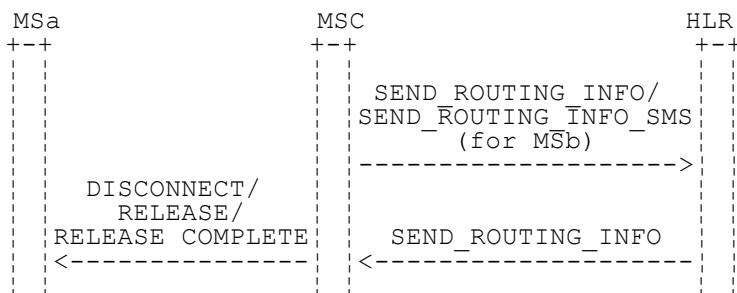 MSa MSC HLR
SEND_ROUTING_INFO/
SEND_ROUTING_INFO_SMS
(for MSb)
DISCONNECT/
RELEASE/
RELEASE COMPLETE SEND_ROUTING_INFO